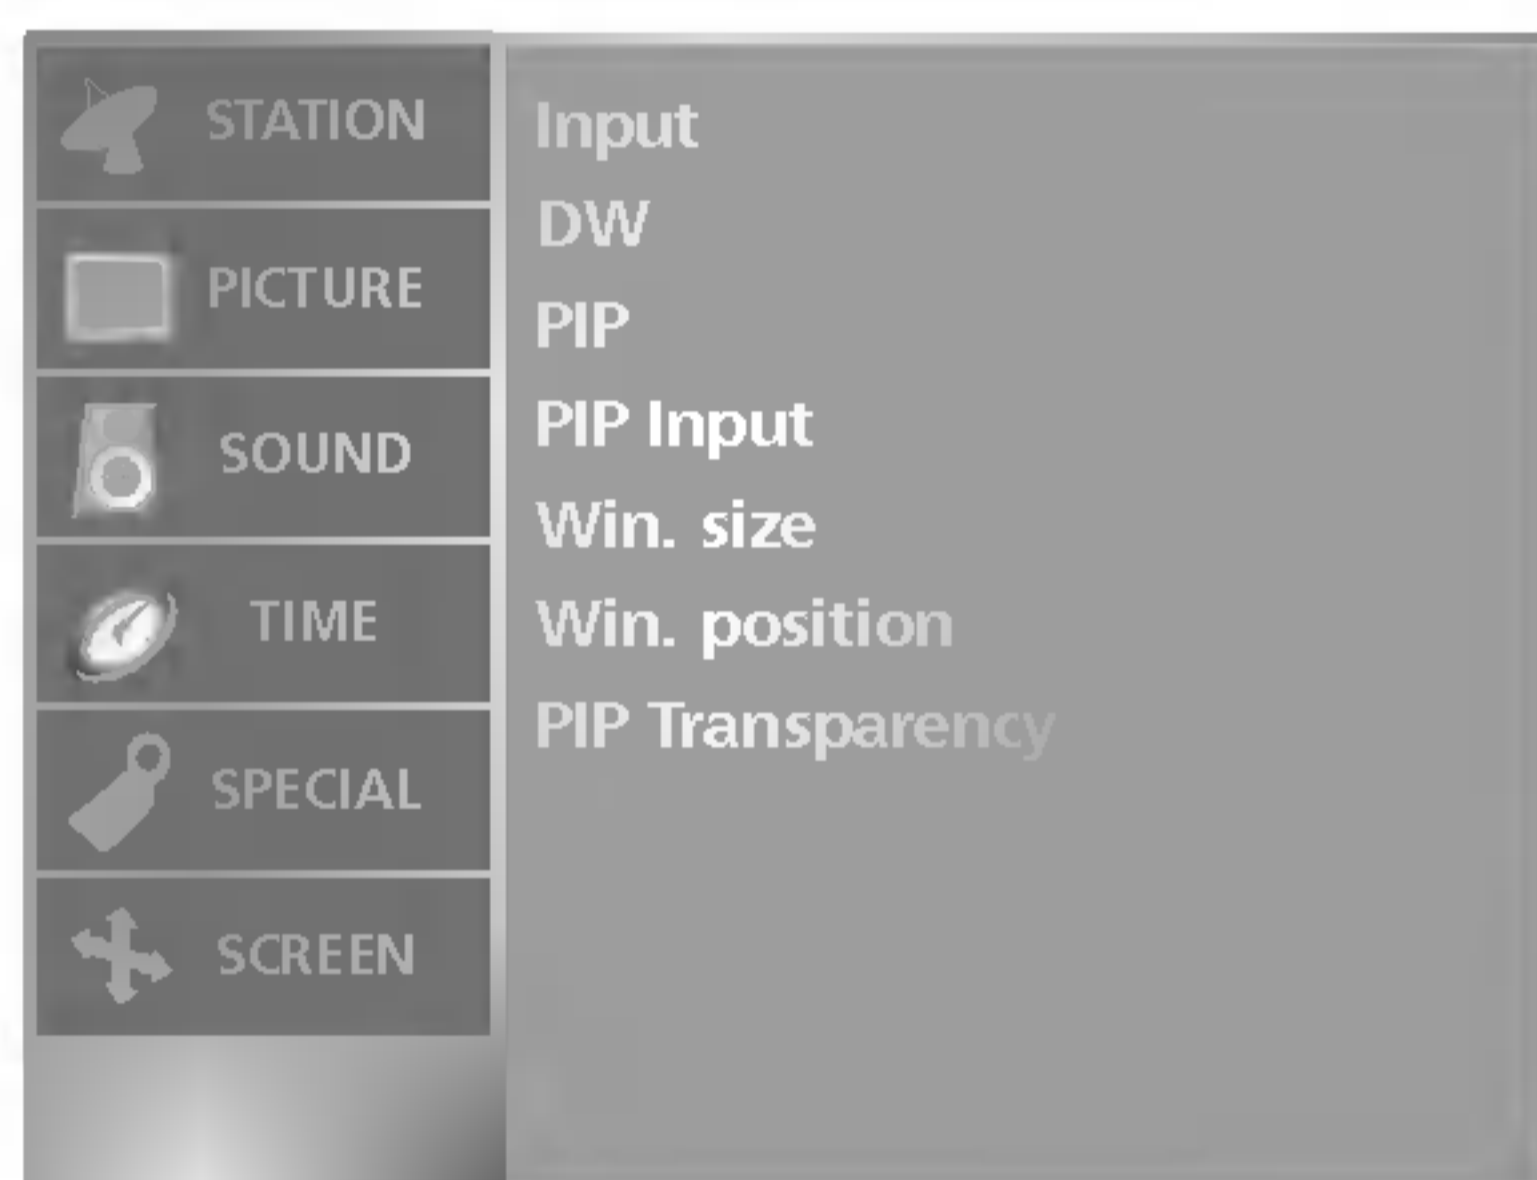 STATION
PICTURE
SOUND
TIME
SPECIAL
SCREEN
Input
DW
PIP
PIP Input
Win. size
Win. position
PIP Transparency